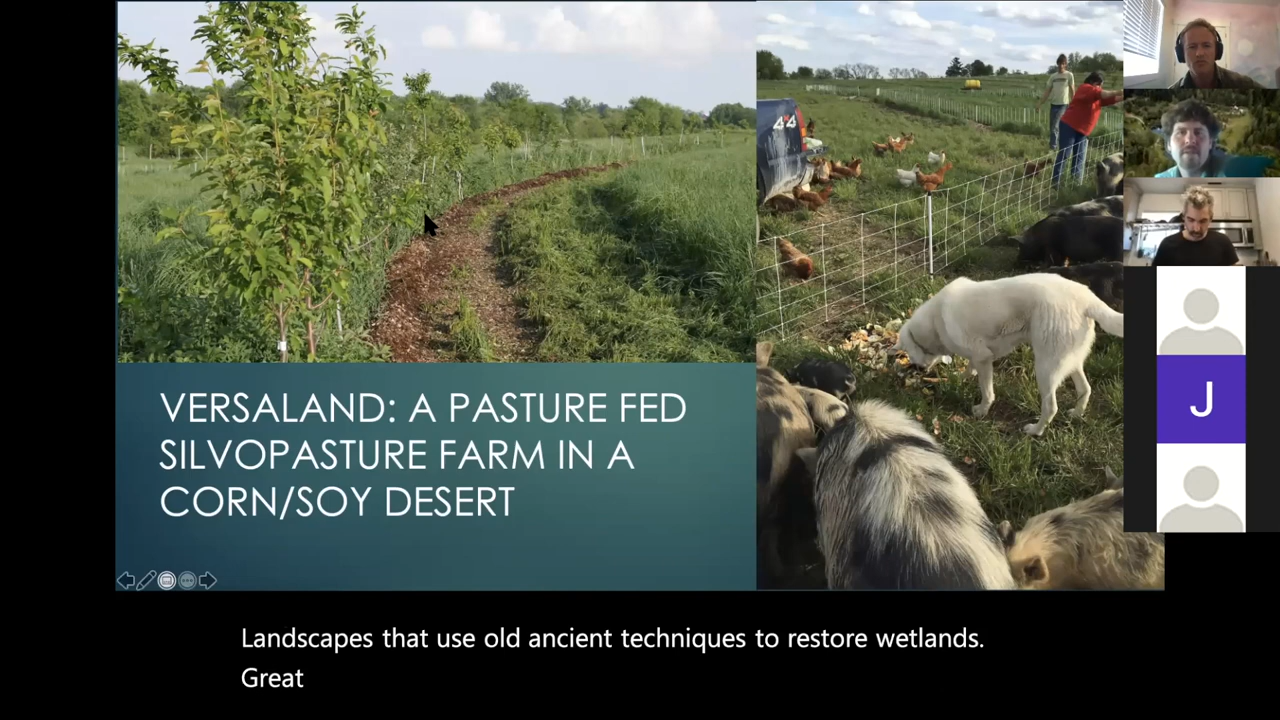 4x4
VERSALAND: A PASTURE FED
SILVOPASTURE FARM IN A
CORN/SOY DESERT
J
Landscapes that use old ancient techniques to restore wetlands.
Great